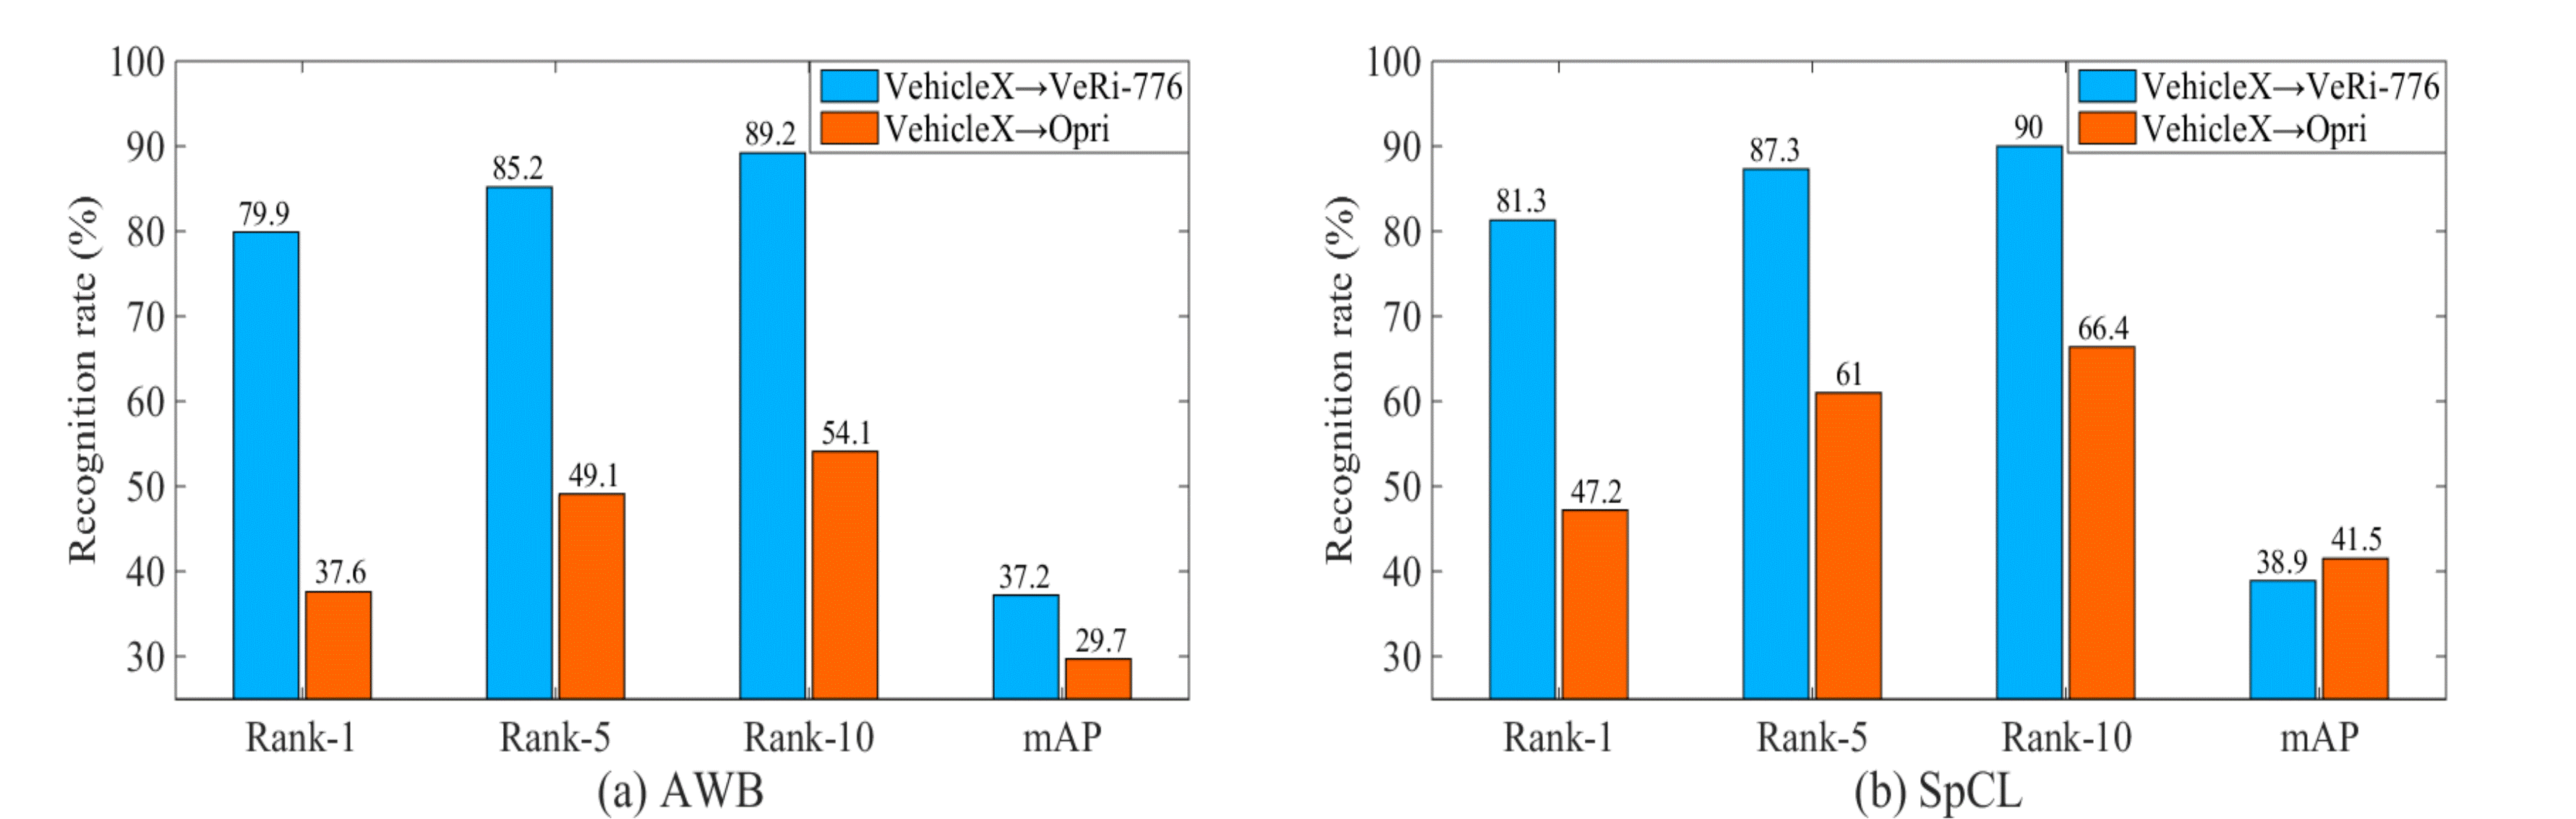 100
90
80
70
60
50
40
30
Recognition rate (%)
VehicleX→VeRi-776
VehicleX→Opri
79.9
37.6
85.2
49.1
89.2
54.1
37.2
29.7
Rank-1
Rank-5
Rank-10
mAP
(a) AWB
100
90
80
70
60
50
40
30
Recognition rate (%)
VehicleX→VeRi-776
VehicleX→Opri
81.3
47.2
87.3
61
90
66.4
38.9
41.5
Rank-1
Rank-5
Rank-10
mAP
(b) SpCL